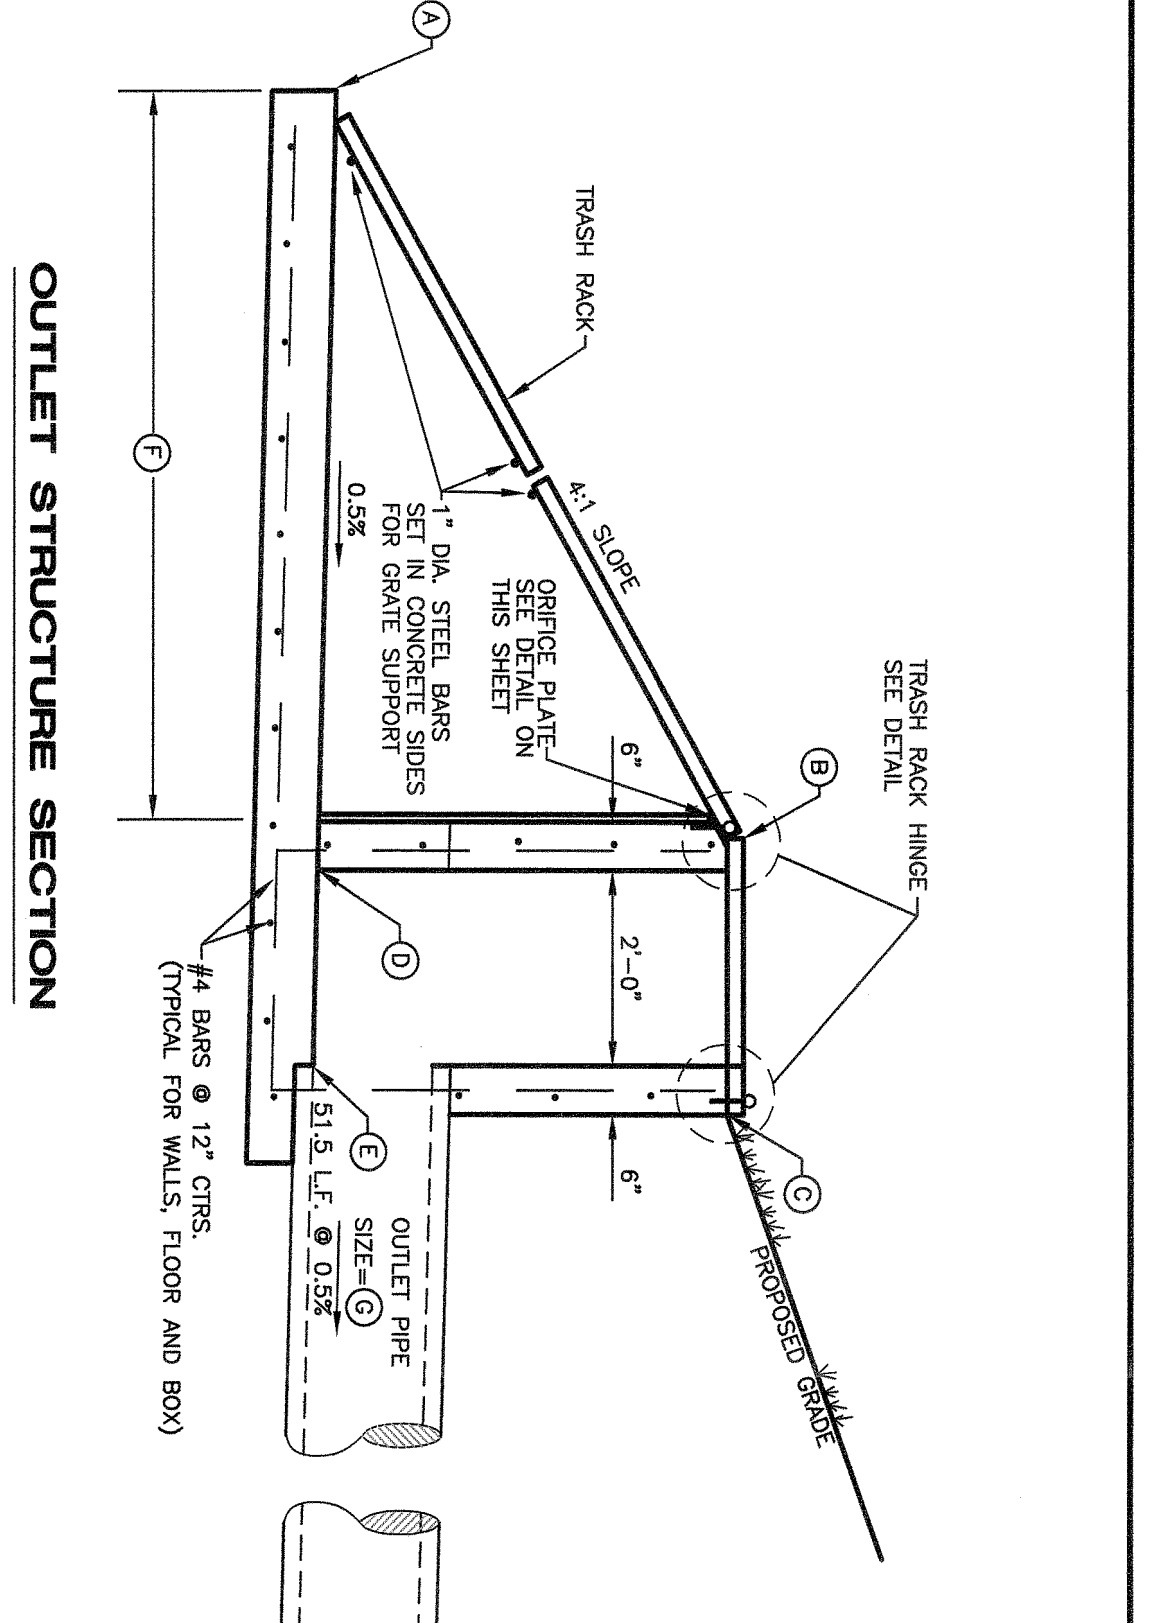 A
TRASH RACK
4:1 SLOPE
TRASH RACK HINGE
SEE DETAIL
B
6"
ORIFICE PLATE
SEE DETAIL ON
THIS SHEET
1" DIA. STEEL BARS
SET IN CONCRETE SIDES
FOR GRATE SUPPORT
0.5%
2'-0"
D
6"
C
PROPOSED GRADE
E
OUTLET PIPE
SIZE=G
51.5 L.F. @ 0.5%
#4 BARS @ 12" CTRS.
(TYPICAL FOR WALLS, FLOOR AND BOX)
F
OUTLET STRUCTURE SECTION